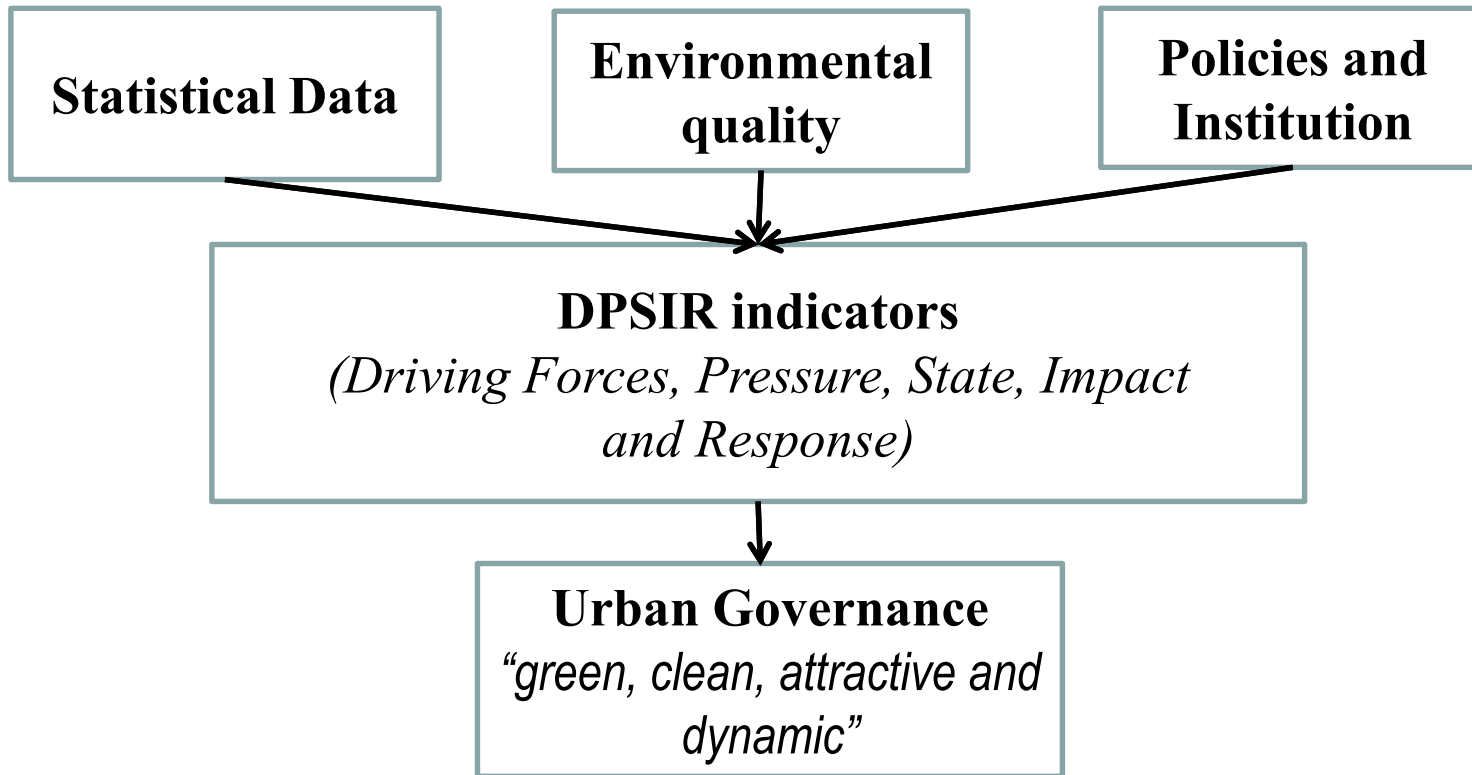 Statistical Data
Environmental
quality
Policies and
Institution
DPSIR indicators
(Driving Forces, Pressure, State, Impact
and Response)
Urban Governance
“green, clean, attractive and
dynamic”